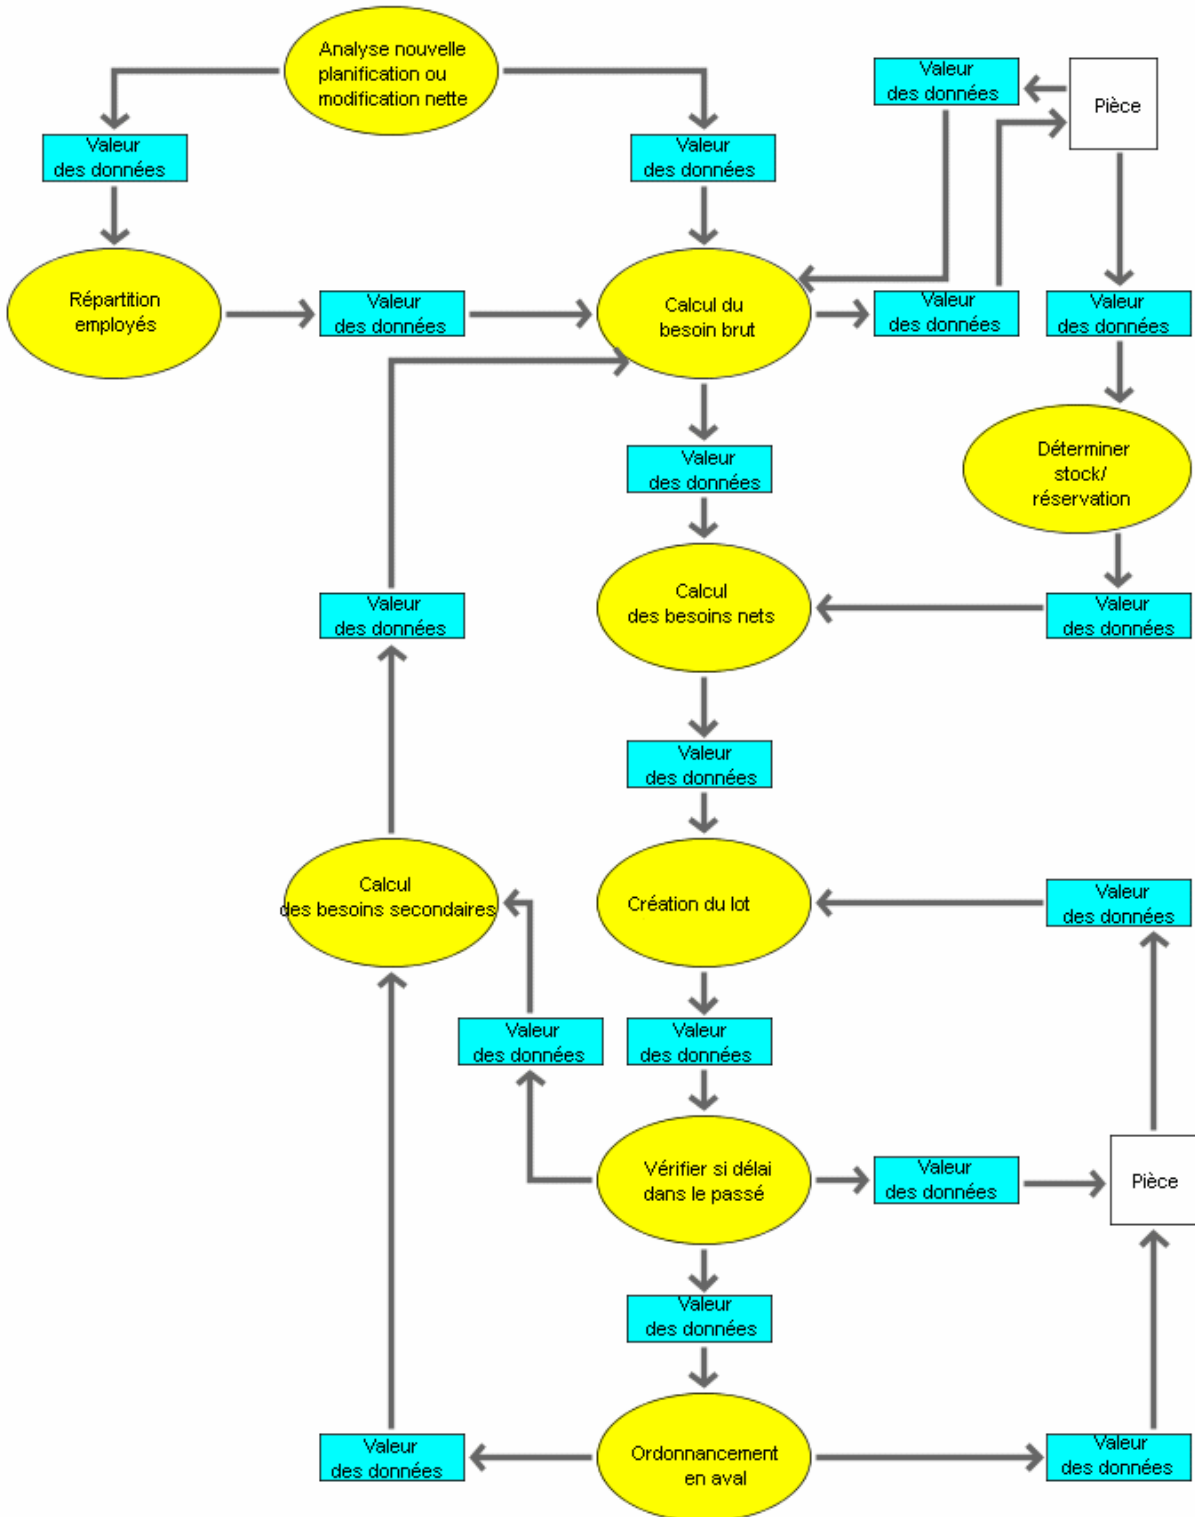 Analyse nouvelle
planification ou
modification nette
Valeur
des données
Pièce
Valeur
des données
Valeur
des données
Répartition
employés
Valeur
des données
Calcul du
besoin brut
Valeur
des données
Valeur
des données
Valeur
des données
Déterminer
stock/
réservation
Valeur
des données
Calcul
des besoins nets
Valeur
des données
Valeur
des données
Calcul
des besoins secondaires
Création du lot
Valeur
des données
Valeur
des données
Valeur
des données
Vérifier si délai
dans le passé
Valeur
des données
Pièce
Valeur
des données
Valeur
des données
Ordonnancement
en aval
Valeur
des données